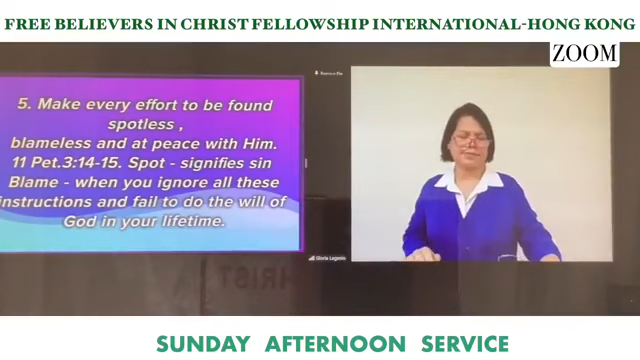 FREE BELIEVERS IN CHRIST FELLOWSHIP INTERNATIONAL-HONG KONG
ZOOM
5. Make every effort to be found
spotless ,
blameless and at peace with Him.
11 Pet.3:14-15. Spot - signifies sin
Blame - when you ignore all these
instructions and fail to do the will of
God in your lifetime.
SUNDAY AFTERNOON SERVICE